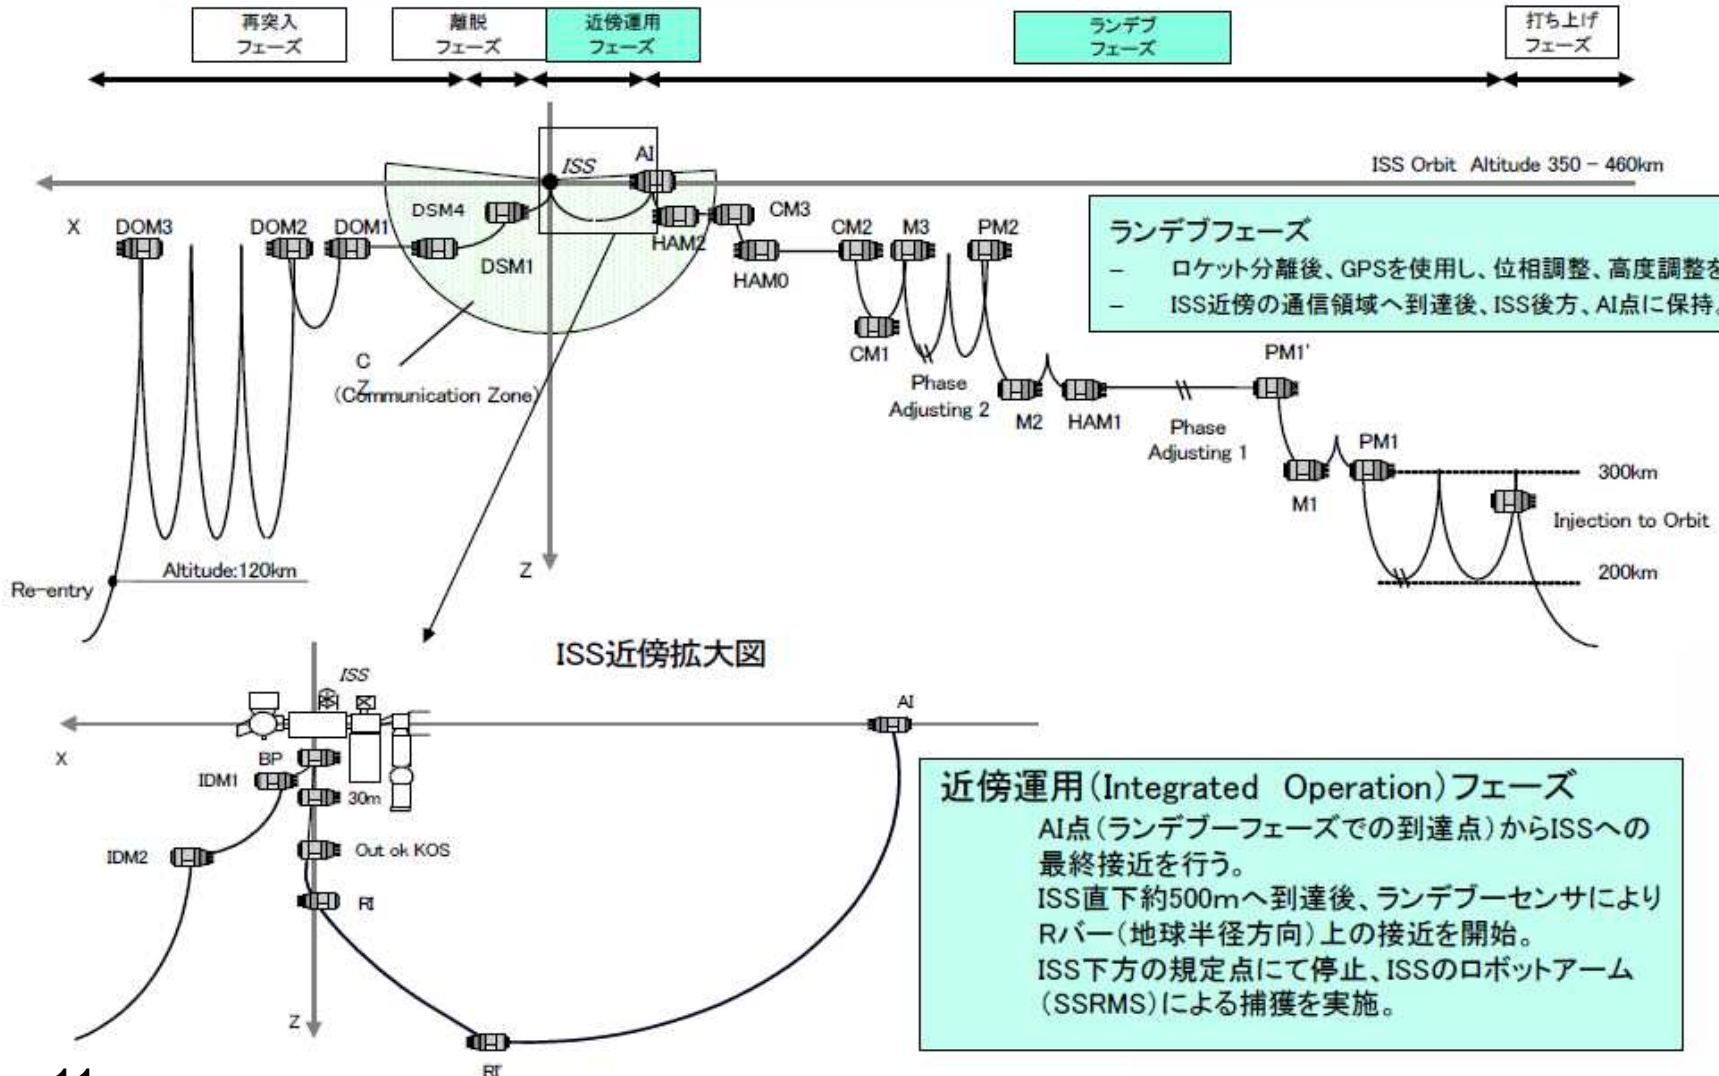 再突入
フェーズ
離脱
フェーズ
近傍運用
フェーズ
ランデブ
フェーズ
打ち上げ
フェーズ
ISS
AI
ISS Orbit Altitude 350 - 460km
X
DOM3
DOM2
DOM1
DSM4
DSM1
HAM2
CM3
HAM0
CM2
M3
PM2
CM1
ランデブフェーズ
– ロケット分離後、GPSを使用し、位相調整、高度調整を
– ISS近傍の通信領域へ到達後、ISS後方、AI点に保持。
C
Z
(Communication Zone)
Phase
Adjusting 2
M2
HAM1
Phase
Adjusting 1
PM1'
M1
PM1
300km
Injection to Orbit
200km
Z
Altitude:120km
Re-entry
ISS近傍拡大図
ISS
AI
X
BP
IDM1
30m
IDM2
Out ok KOS
RI
Z
RI'
近傍運用(Integrated Operation)フェーズ
AI点(ランデブーフェーズでの到達点)からISSへの
最終接近を行う。
ISS直下約500mへ到達後、ランデブーセンサにより
Rバー(地球半径方向)上の接近を開始。
ISS下方の規定点にて停止、ISSのロボットアーム
(SSRMS)による捕獲を実施。